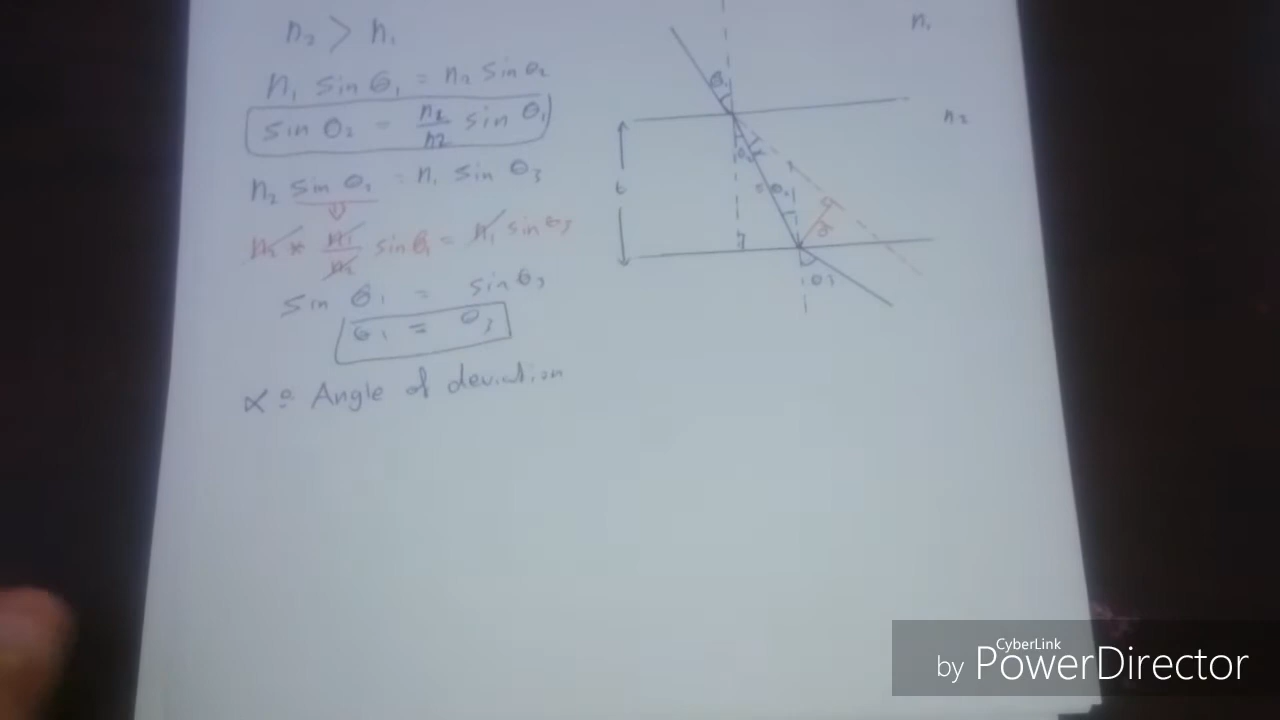 n₂ > n₁
n₁ sin θ₁ = n₂ sin θ₂
sin θ₂ = n₂/n₂ sin θ₁
n₂ sin θ₂ = n₁ sin θ₃
n₂ * n₁/n₂ sin θ₁ = n₁ sin θ₃
sin θ₁ = sin θ₃
θ₁ = θ₃
α: Angle of deviation
n₁
θ₁
n₂
t
θ₂
θ₂
θ₃
CyberLink
by PowerDirector